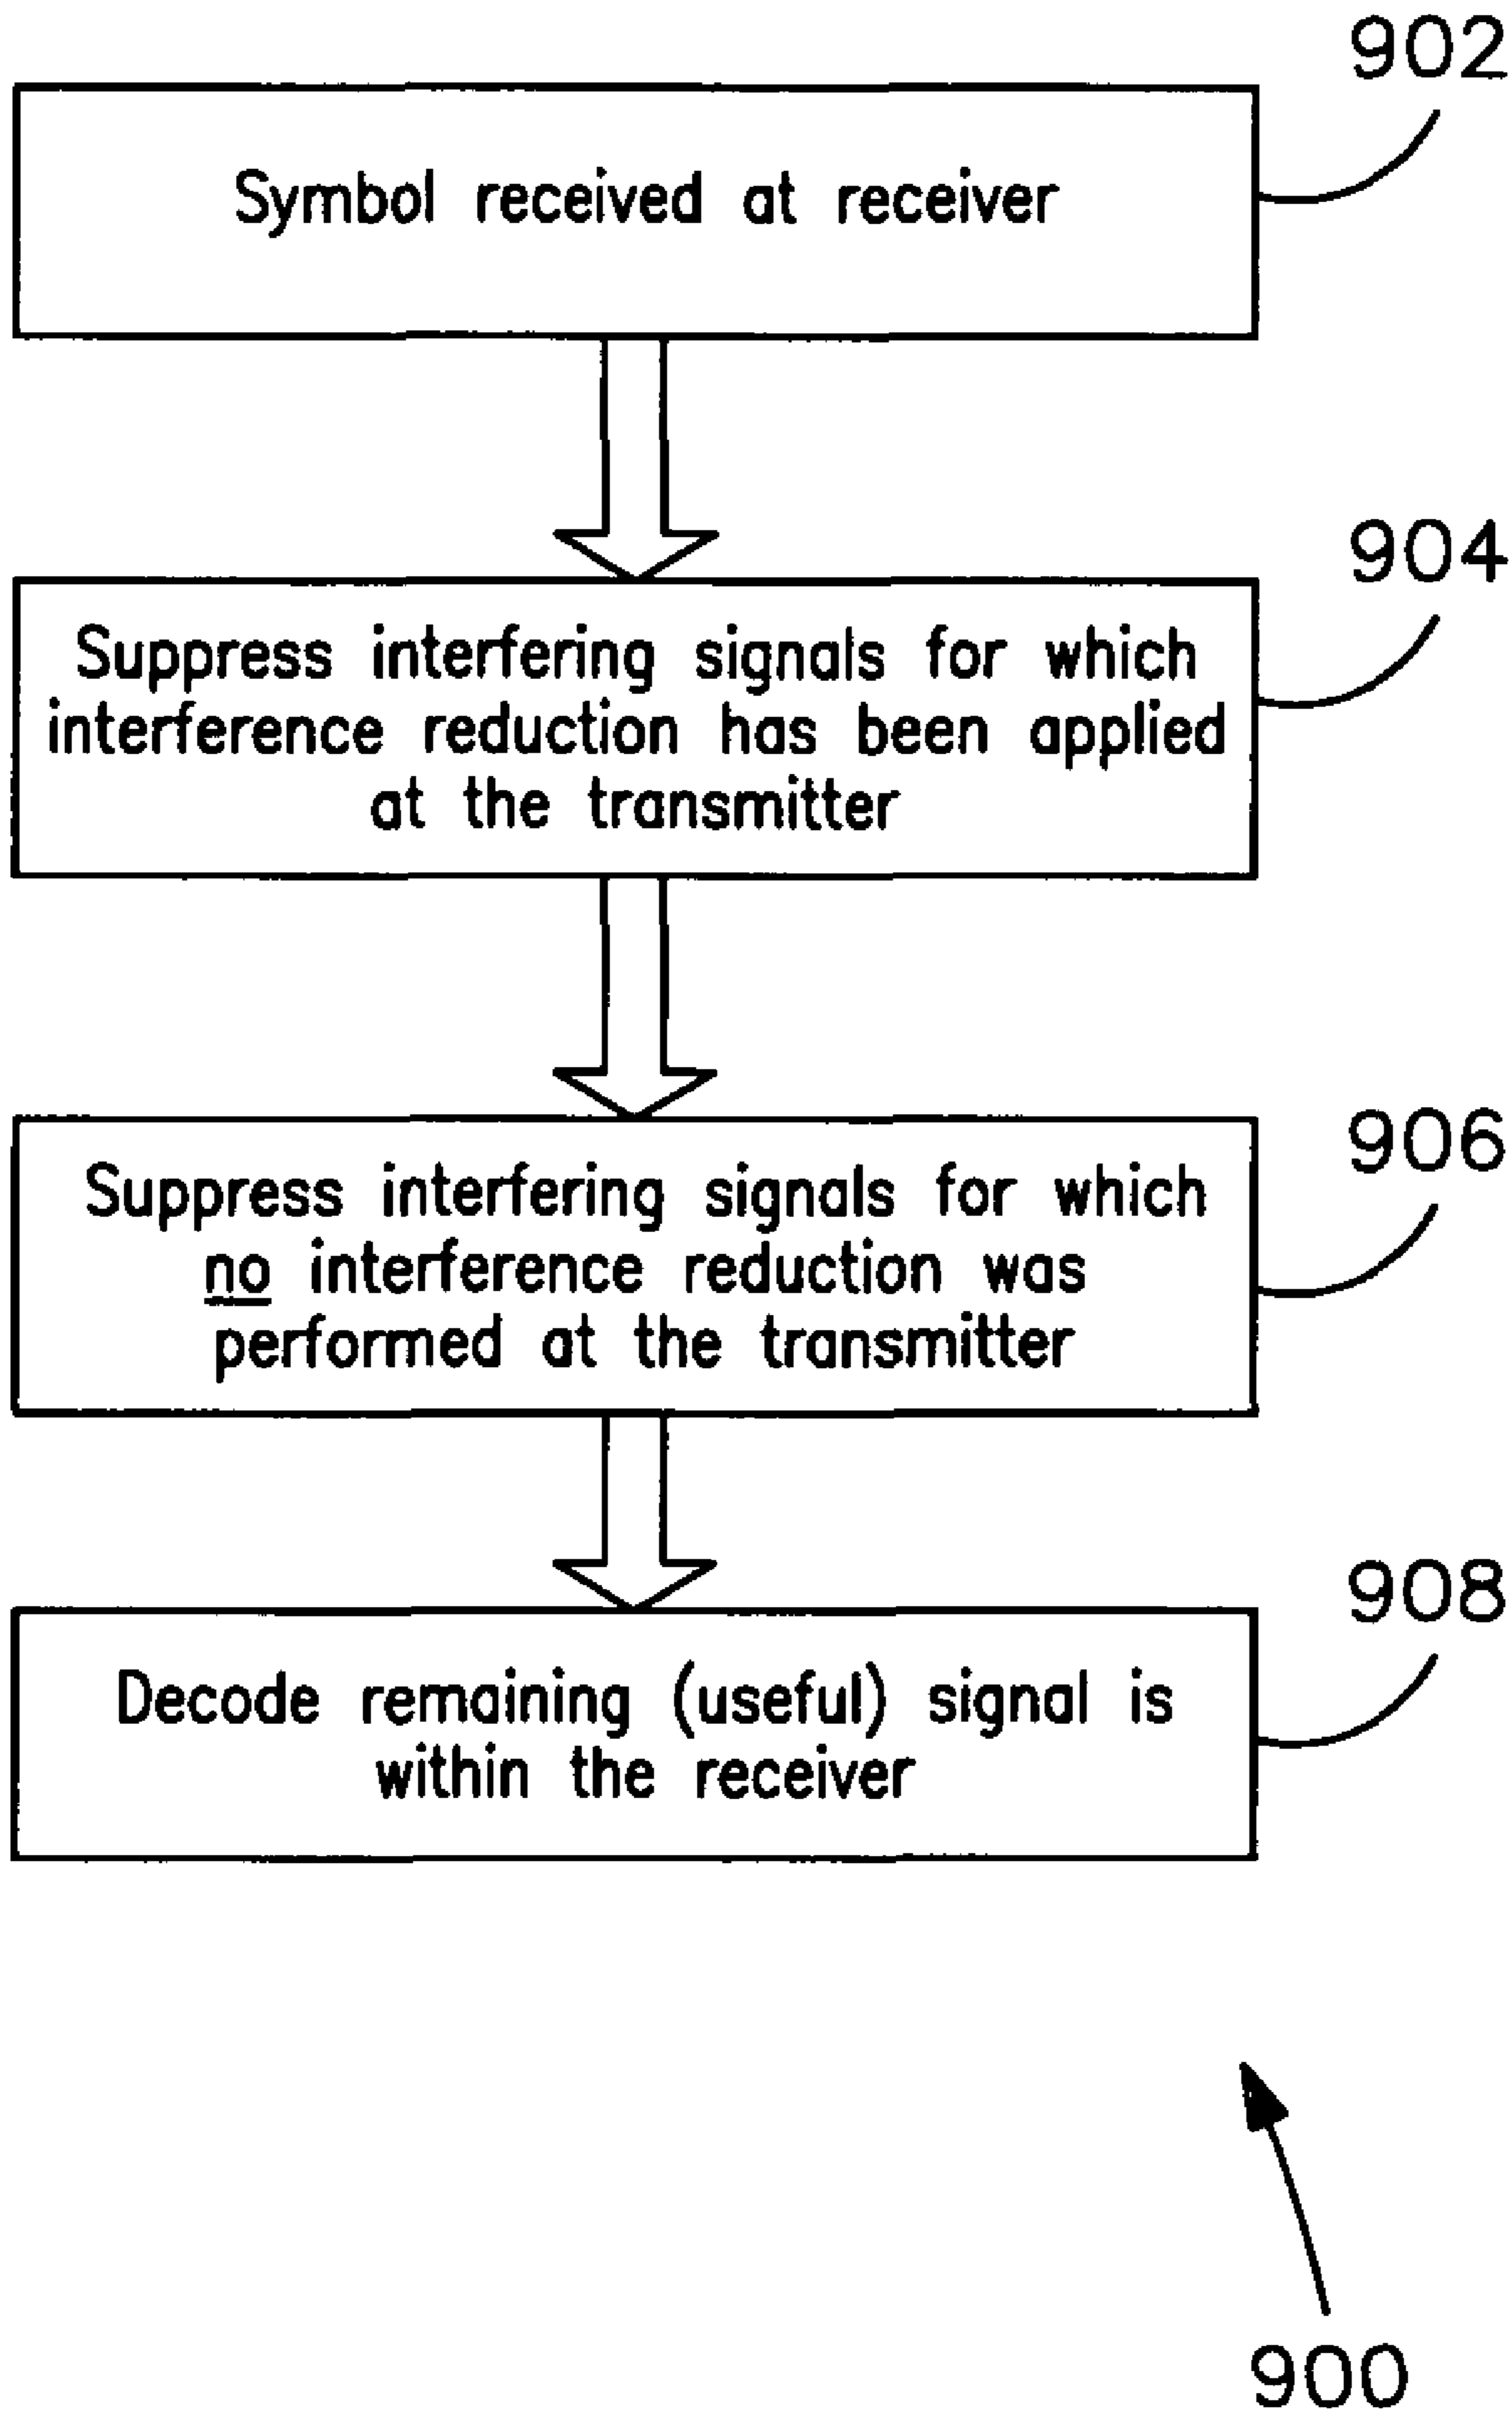 902
Symbol received at receiver
904
Suppress interfering signals for which
interference reduction has been applied
at the transmitter
906
Suppress interfering signals for which
no interference reduction was
performed at the transmitter
908
Decode remaining (useful) signal is
within the receiver
900